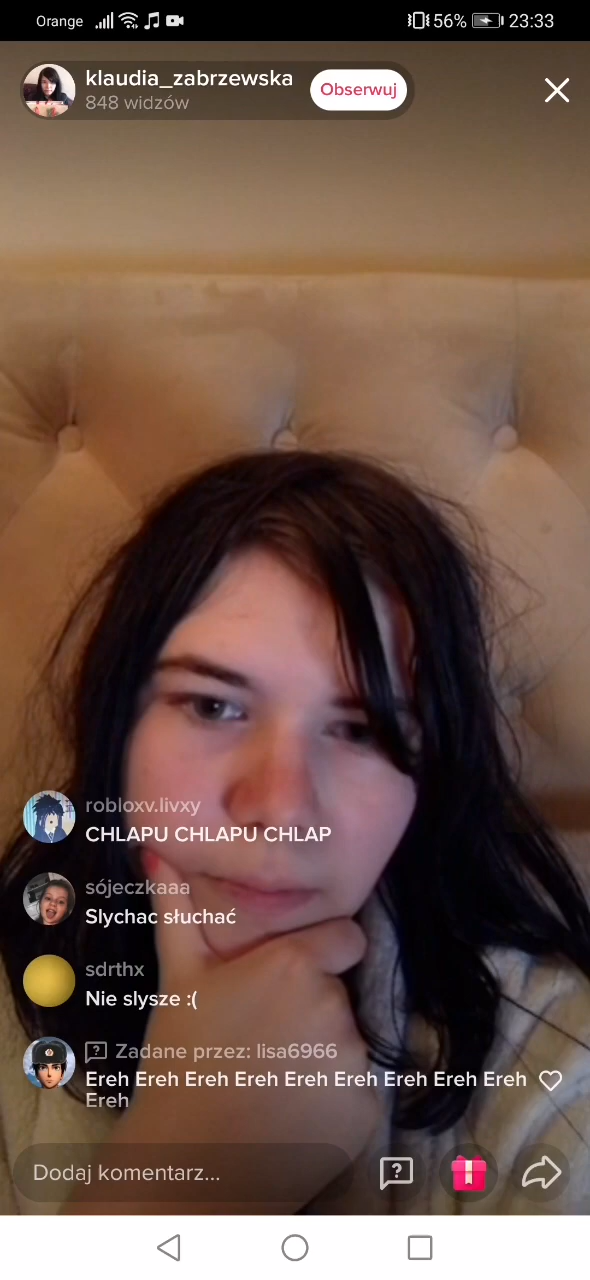 Orange 56% 23:33
klaudia_zabrzewska
848 widzów
Obserwuj
robloxv.livxy
CHLAPU CHLAPU CHLAP
sójeczkaaa
Slychac słuchać
sdrthx
Nie slysze :(
Zadane przez: lisa6966
Ereh Ereh Ereh Ereh Ereh Ereh Ereh Ereh Ereh
Ereh
Dodaj komentarz...